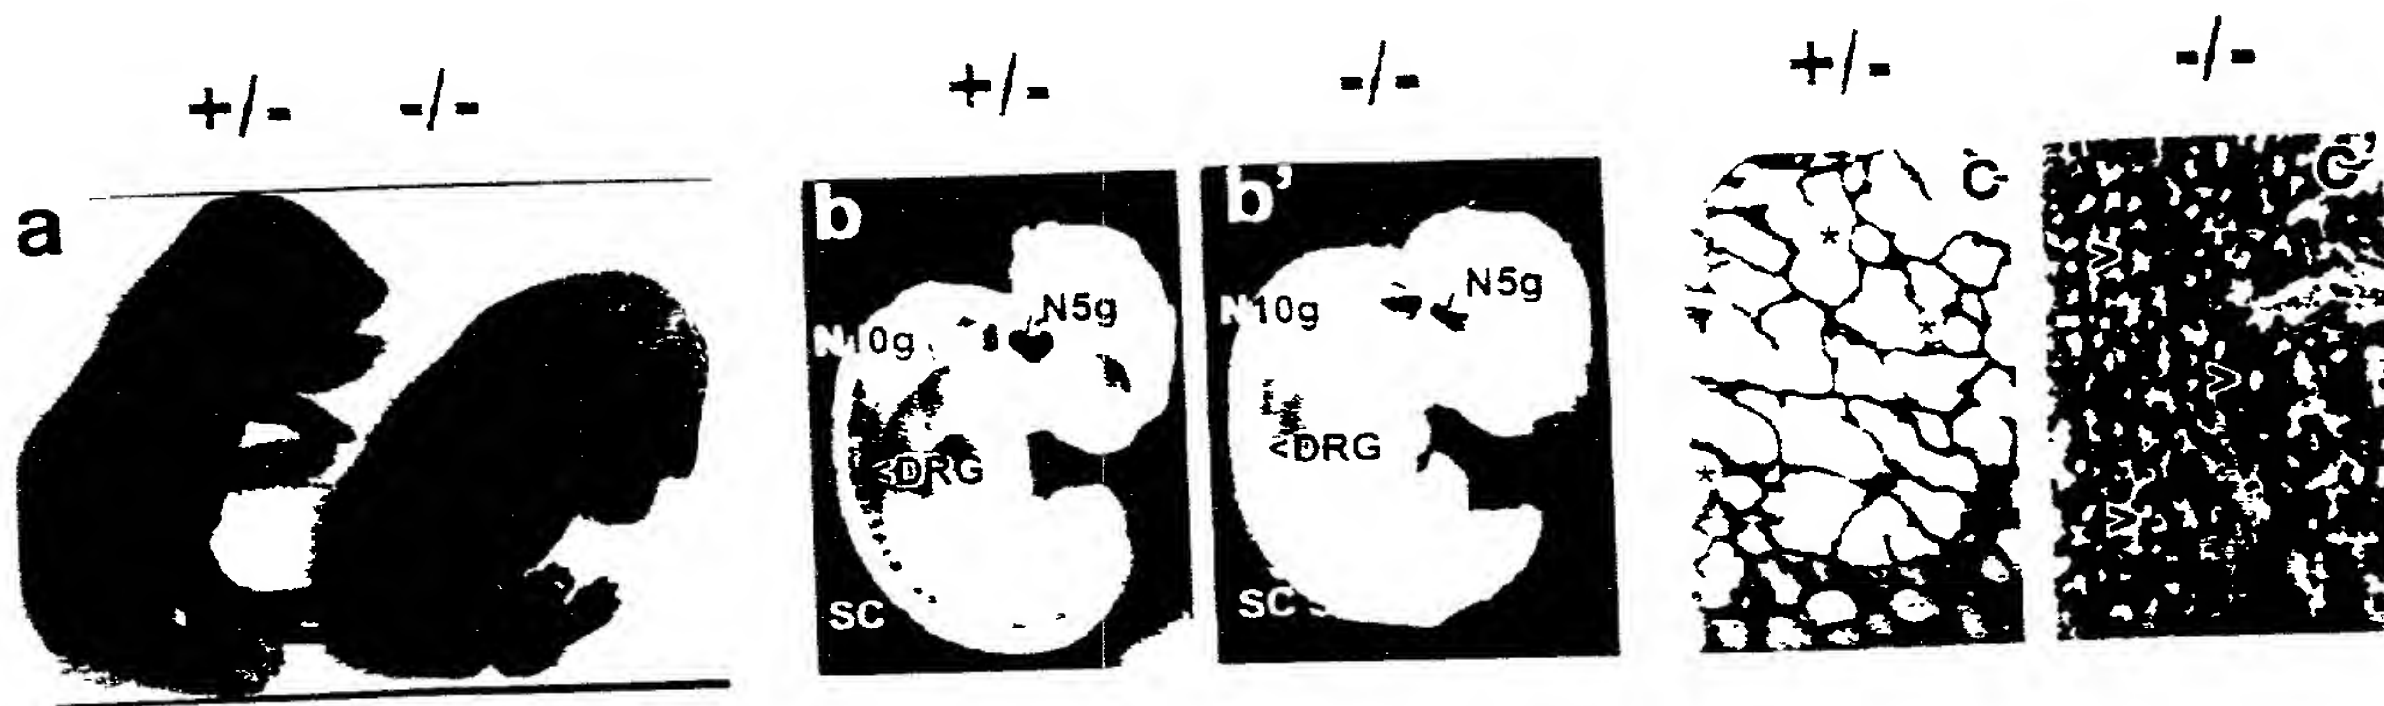 +/- -/-
+/- -/-
+/- -/-
a
b
N5g
N10g
<DRG
SC
b'
N5g
N10g
<DRG
SC
c
*
*
*
c'
>
>
>